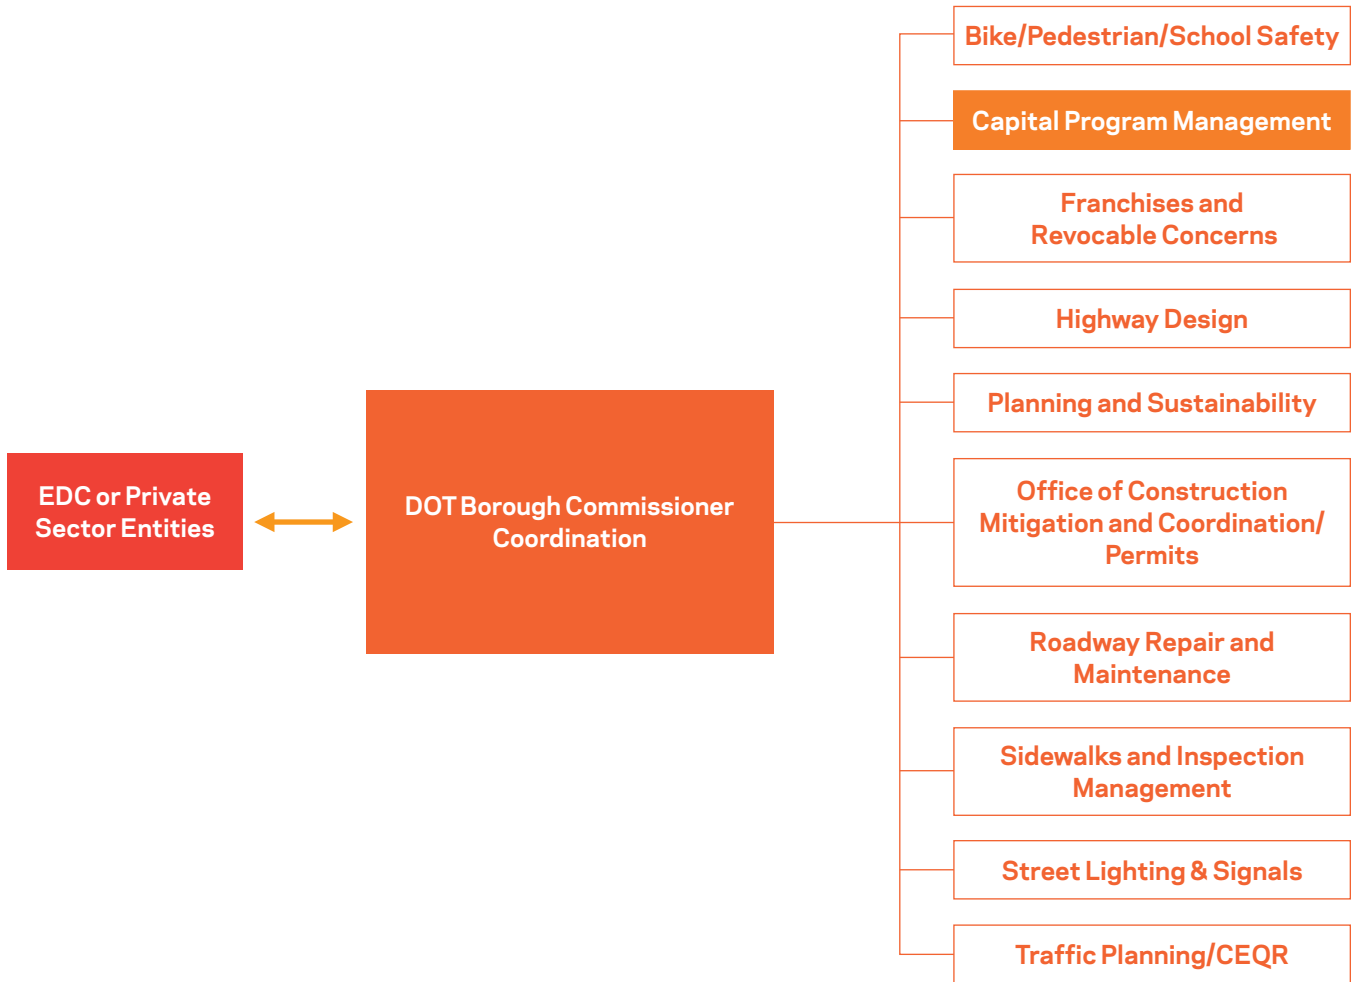 EDC or Private
Sector Entities
DOT Borough Commissioner
Coordination
Bike/Pedestrian/School Safety
Capital Program Management
Franchises and
Revocable Concerns
Highway Design
Planning and Sustainability
Office of Construction
Mitigation and Coordination/
Permits
Roadway Repair and
Maintenance
Sidewalks and Inspection
Management
Street Lighting & Signals
Traffic Planning/CEQR